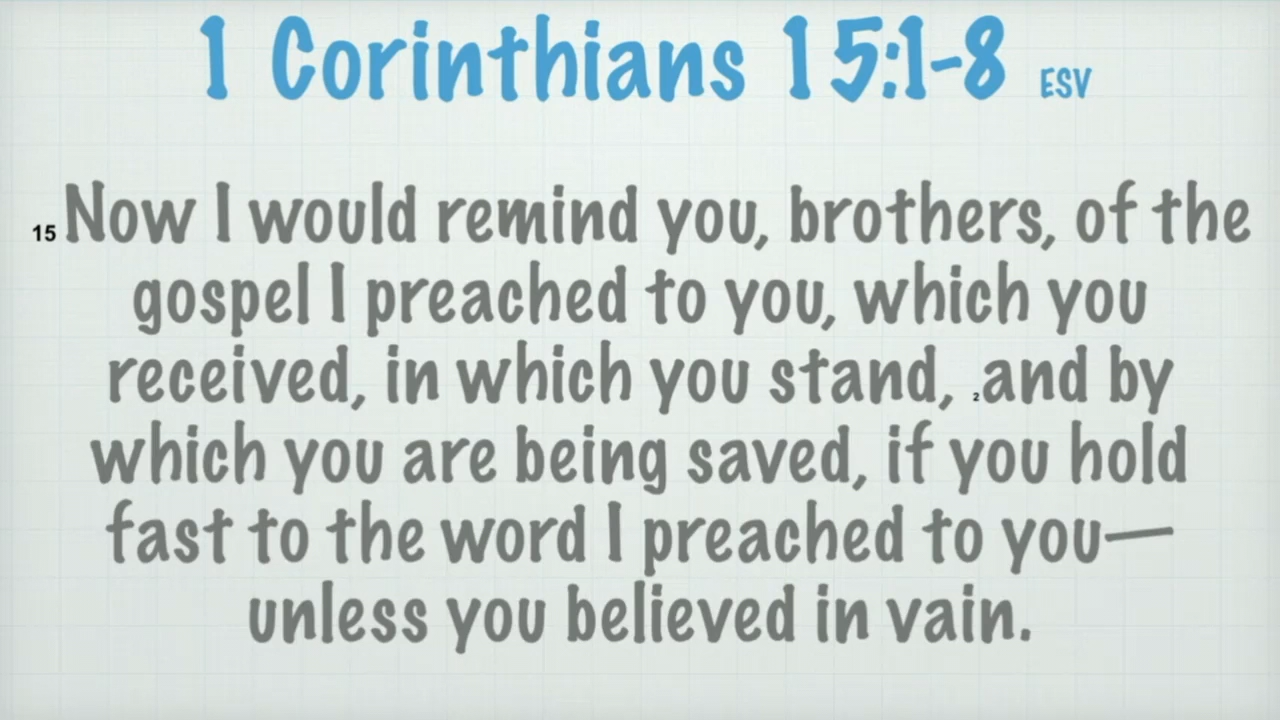 1 Corinthians 15:1-8 ESV
15 Now I would remind you, brothers, of the
gospel I preached to you, which you
received, in which you stand, 2 and by
which you are being saved, if you hold
fast to the word I preached to you—
unless you believed in vain.